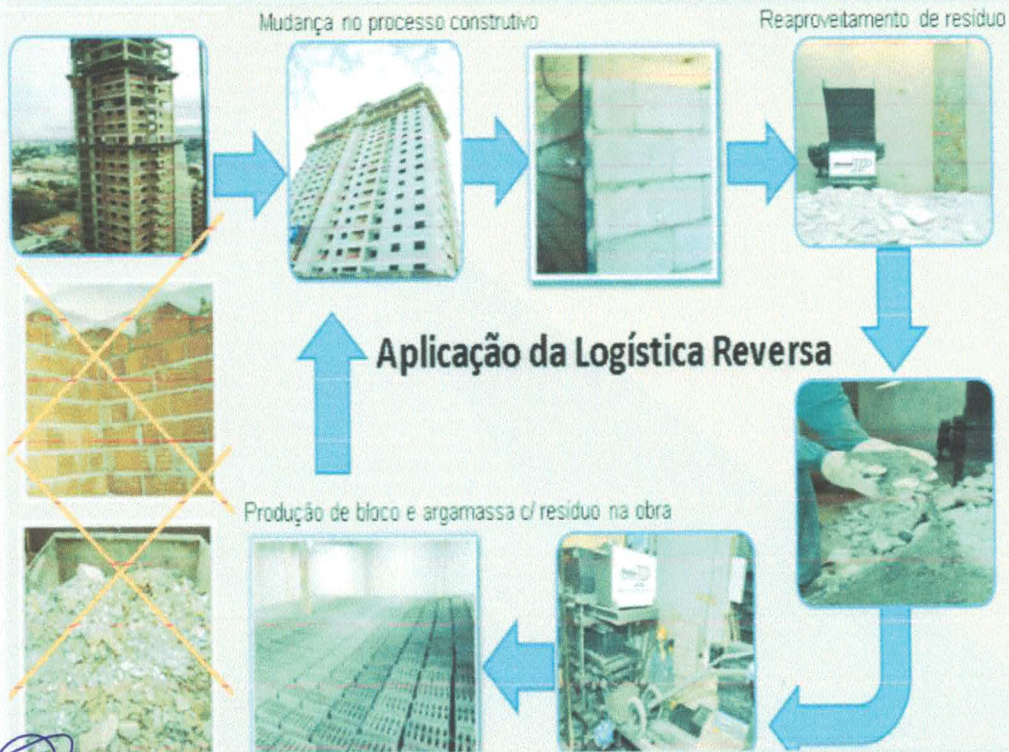 Mudança no processo construtivo
Reaproveitamento de resíduo
Aplicação da Logística Reversa
Produção de bloco e argamassa c/ resíduo na obra